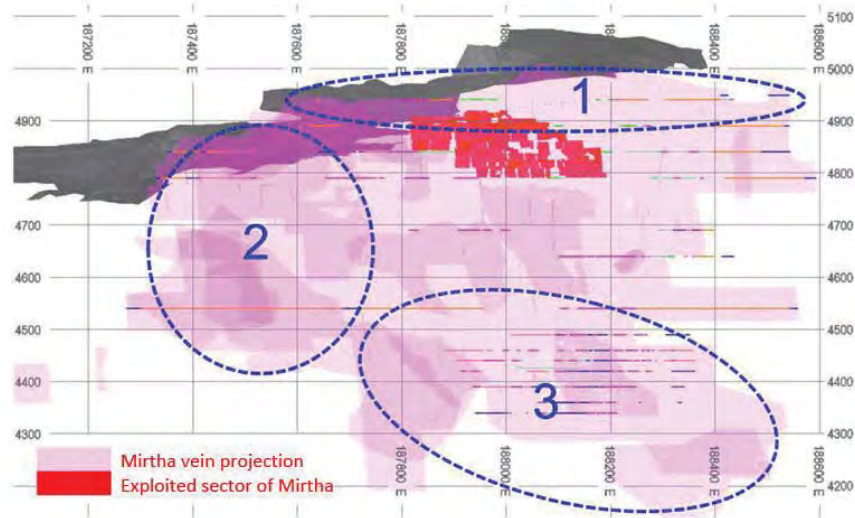 187200 E
187400 E
187600 E
187800 E
188000 E
188200 E
188400 E
188600 E
5100
5000
1
4900
4900
4800
4800
4700
4700
2
4600
4600
4500
4500
4400
4400
3
4300
4300
Mirtha vein projection
Exploited sector of Mirtha
187800 E
188000 E
188200 E
188400 E
188600 E
4200